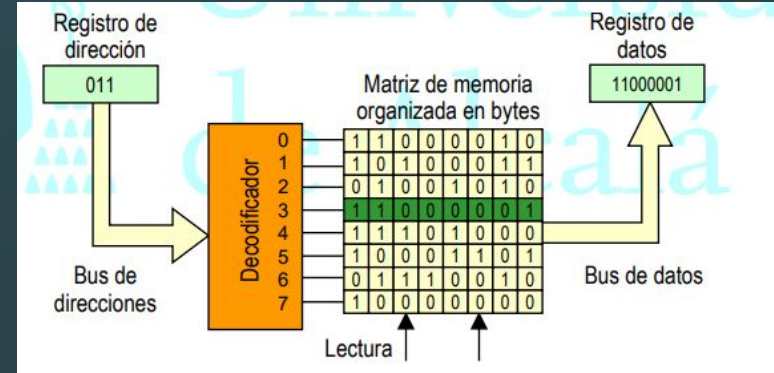 Universid
de Alcalá
Registro de
dirección
011
Registro de
datos
11000001
Matriz de memoria
organizada en bytes
Decodificador
0 1 1 0 0 0 0 1 0
1 1 0 1 0 0 0 1 1
2 0 1 0 0 1 0 1 0
3 1 1 0 0 0 0 0 1
4 1 1 1 0 1 0 0 0
5 1 0 0 0 1 1 0 1
6 0 1 1 1 0 0 1 0
7 1 0 0 0 0 0 0 0
Bus de
direcciones
Bus de datos
Lectura